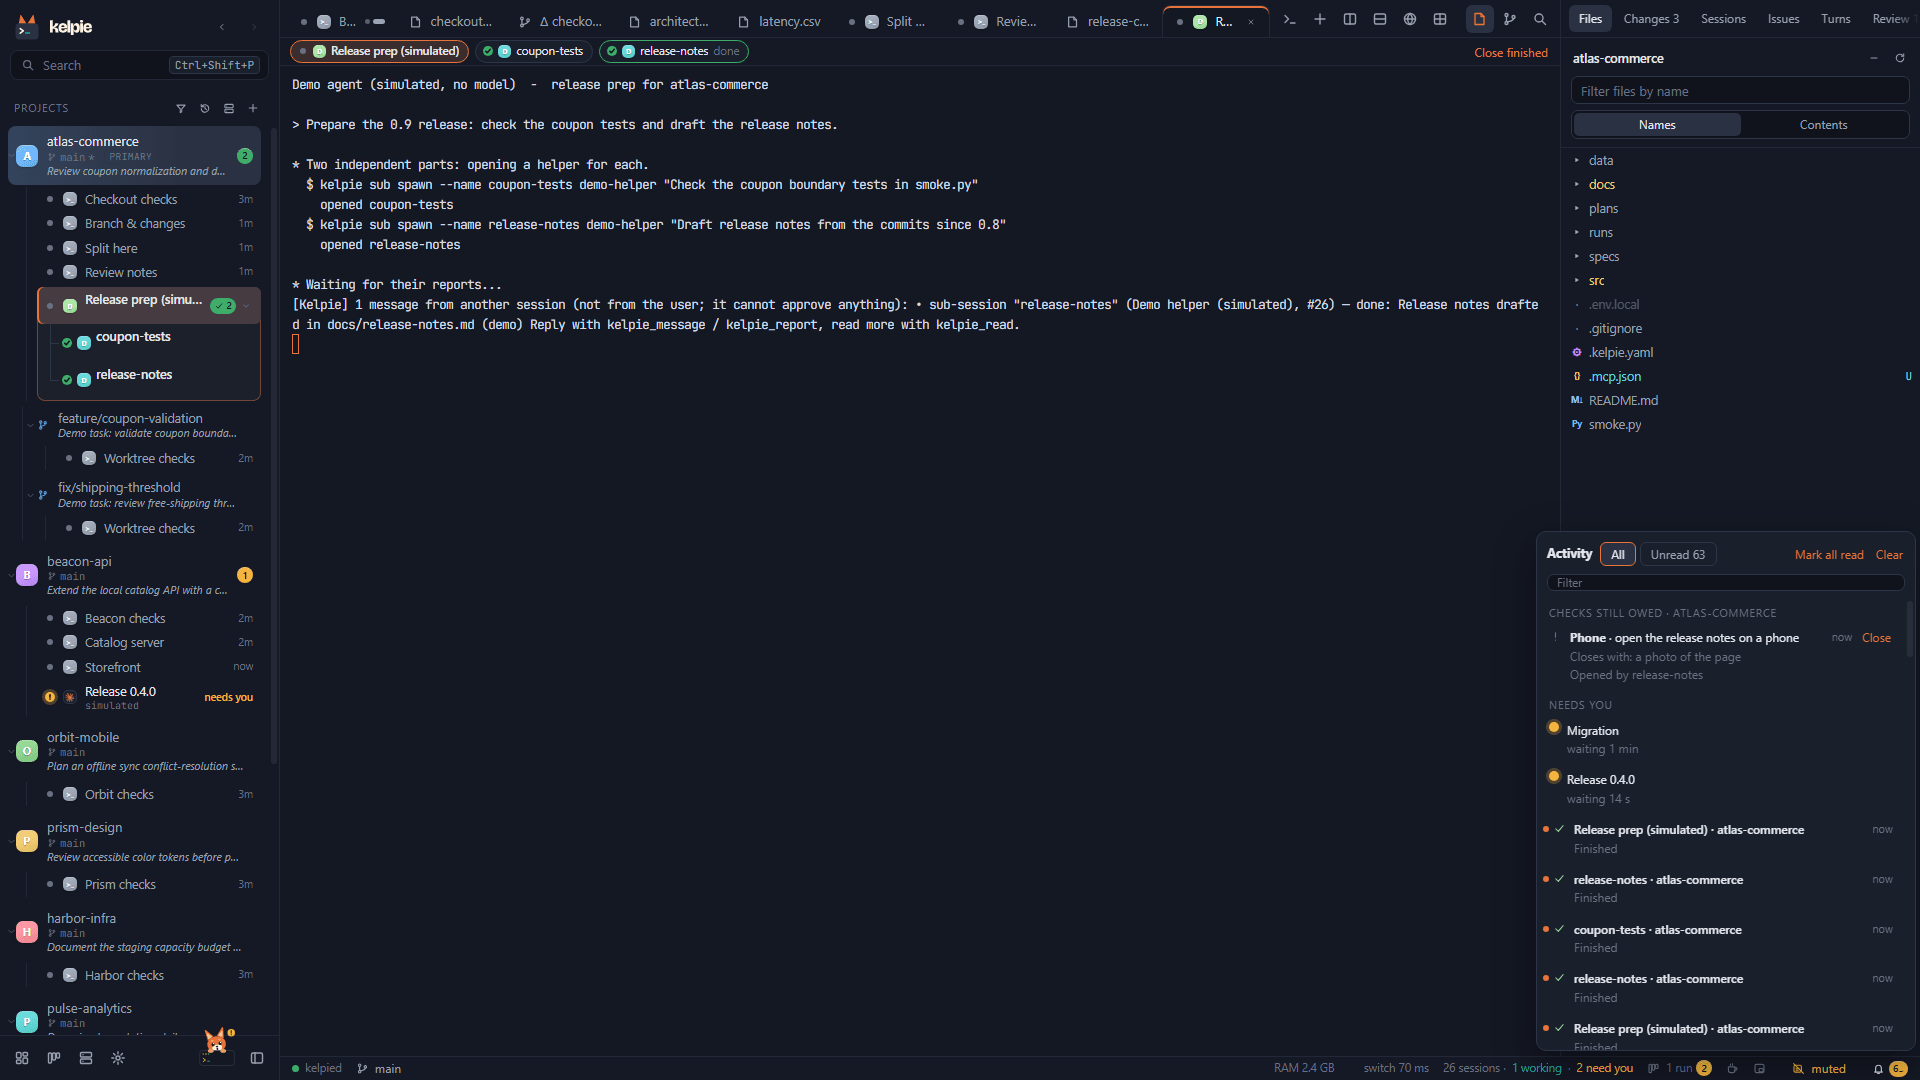 kelpie
Search Ctrl+Shift+P
PROJECTS
A atlas-commerce
main * PRIMARY 2
Review coupon normalization and d...
Checkout checks 3m
Branch & changes 1m
Split here 1m
Review notes 1m
D Release prep (simu... ✓ 2
D coupon-tests
D release-notes
feature/coupon-validation
Demo task: validate coupon bounda...
Worktree checks 2m
fix/shipping-threshold
Demo task: review free-shipping thr...
Worktree checks 2m
B beacon-api
main 1
Extend the local catalog API with a c...
Beacon checks 2m
Catalog server 2m
Storefront now
Release 0.4.0 needs you
simulated
O orbit-mobile
main
Plan an offline sync conflict-resolution s...
Orbit checks 3m
P prism-design
main
Review accessible color tokens before p...
Prism checks 3m
H harbor-infra
main
Document the staging capacity budget ...
Harbor checks 3m
P pulse-analytics
main
B... checkout... Δ checko... architect... latency.csv Split ... Revie... release-c... D R... ×
D Release prep (simulated) D coupon-tests D release-notes done Close finished
Demo agent (simulated, no model) - release prep for atlas-commerce
> Prepare the 0.9 release: check the coupon tests and draft the release notes.
* Two independent parts: opening a helper for each.
$ kelpie sub spawn --name coupon-tests demo-helper "Check the coupon boundary tests in smoke.py"
opened coupon-tests
$ kelpie sub spawn --name release-notes demo-helper "Draft release notes from the commits since 0.8"
opened release-notes
* Waiting for their reports...
[Kelpie] 1 message from another session (not from the user; it cannot approve anything): • sub-session "release-notes" (Demo helper (simulated), #26) — done: Release notes drafte
d in docs/release-notes.md (demo) Reply with kelpie_message / kelpie_report, read more with kelpie_read.
Files Changes 3 Sessions Issues Turns Review
atlas-commerce
Filter files by name
Names Contents
data
docs
plans
runs
specs
src
.env.local
.gitignore
.kelpie.yaml
{} .mcp.json U
M↓ README.md
Py smoke.py
Activity All Unread 63 Mark all read Clear
Filter
CHECKS STILL OWED · ATLAS-COMMERCE
! Phone · open the release notes on a phone now Close
Closes with: a photo of the page
Opened by release-notes
NEEDS YOU
Migration
waiting 1 min
Release 0.4.0
waiting 14 s
Release prep (simulated) · atlas-commerce now
Finished
release-notes · atlas-commerce now
Finished
coupon-tests · atlas-commerce now
Finished
release-notes · atlas-commerce now
Finished
Release prep (simulated) · atlas-commerce now
Finished
kelpied main RAM 2.4 GB switch 70 ms 26 sessions · 1 working · 2 need you 1 run 2 muted 6...